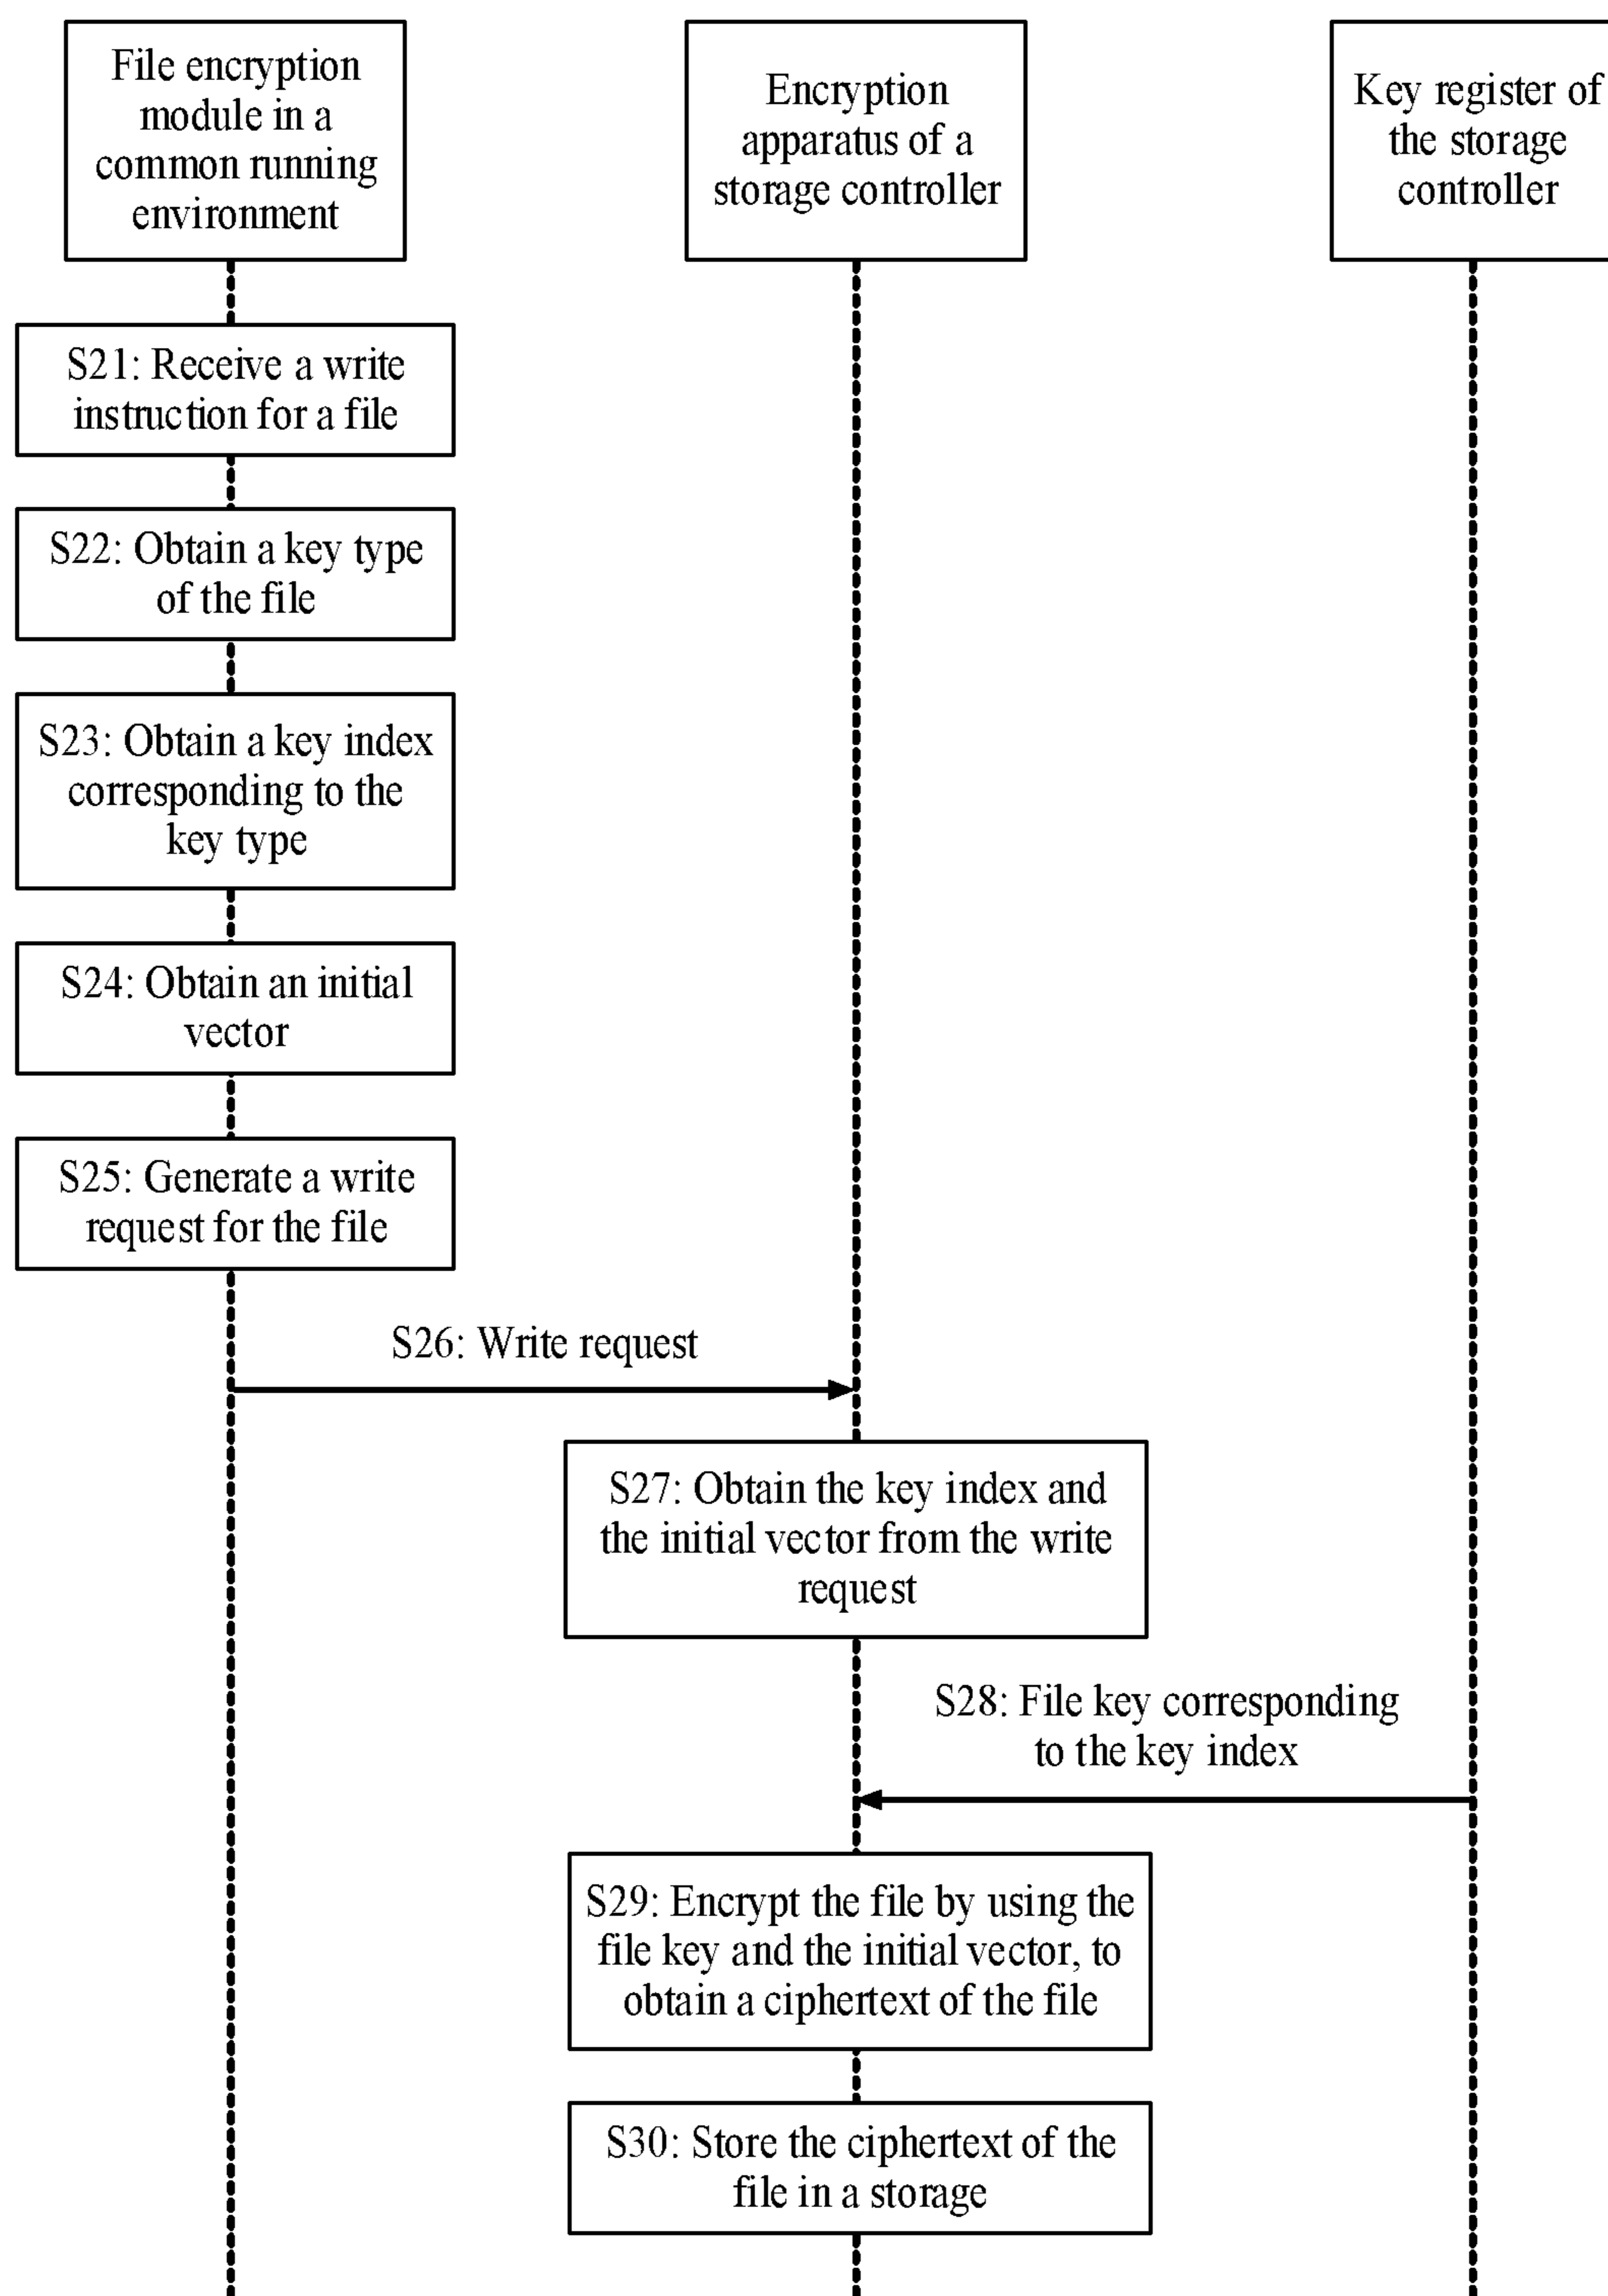 File encryption
module in a
common running
environment
Encryption
apparatus of a
storage controller
Key register of
the storage
controller
S21: Receive a write
instruction for a file
S22: Obtain a key type
of the file
S23: Obtain a key index
corresponding to the
key type
S24: Obtain an initial
vector
S25: Generate a write
request for the file
S26: Write request
S27: Obtain the key index and
the initial vector from the write
request
S28: File key corresponding
to the key index
S29: Encrypt the file by using the
file key and the initial vector, to
obtain a ciphertext of the file
S30: Store the ciphertext of the
file in a storage